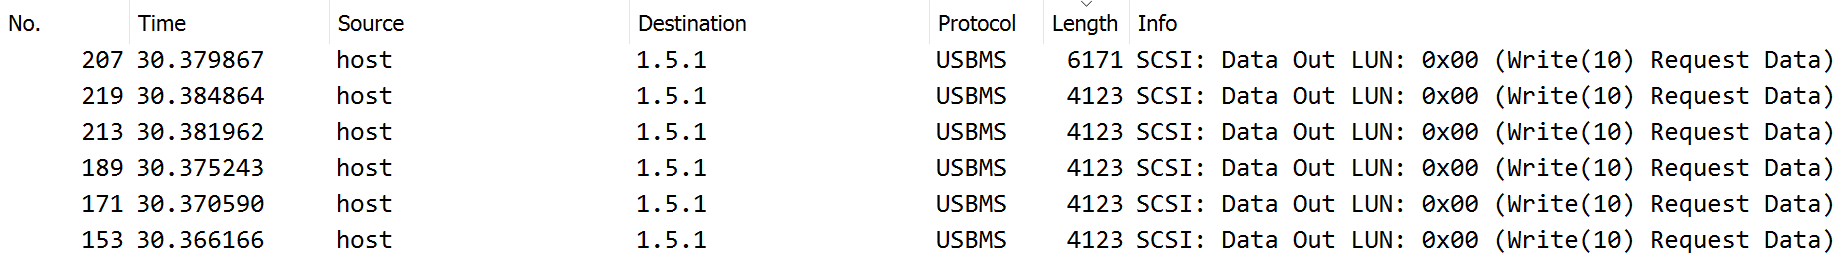 No. Time Source Destination Protocol Length Info
207 30.379867 host 1.5.1 USBMS 6171 SCSI: Data Out LUN: 0x00 (Write(10) Request Data)
219 30.384864 host 1.5.1 USBMS 4123 SCSI: Data Out LUN: 0x00 (Write(10) Request Data)
213 30.381962 host 1.5.1 USBMS 4123 SCSI: Data Out LUN: 0x00 (Write(10) Request Data)
189 30.375243 host 1.5.1 USBMS 4123 SCSI: Data Out LUN: 0x00 (Write(10) Request Data)
171 30.370590 host 1.5.1 USBMS 4123 SCSI: Data Out LUN: 0x00 (Write(10) Request Data)
153 30.366166 host 1.5.1 USBMS 4123 SCSI: Data Out LUN: 0x00 (Write(10) Request Data)